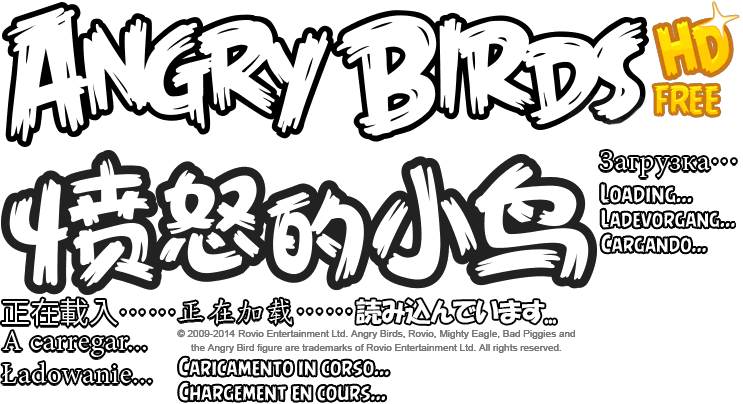 ANGRY BIRDS
HD
FREE
愤怒的小鸟
Загрузка...
LOADING...
LADEVORGANG...
CARGANDO...
正在載入……
正在加载……
読み込んでいます...
A carregar...
Ładowanie...
© 2009-2014 Rovio Entertainment Ltd. Angry Birds, Rovio, Mighty Eagle, Bad Piggies and
the Angry Bird figure are trademarks of Rovio Entertainment Ltd. All rights reserved.
CARICAMENTO IN CORSO...
CHARGEMENT EN COURS...